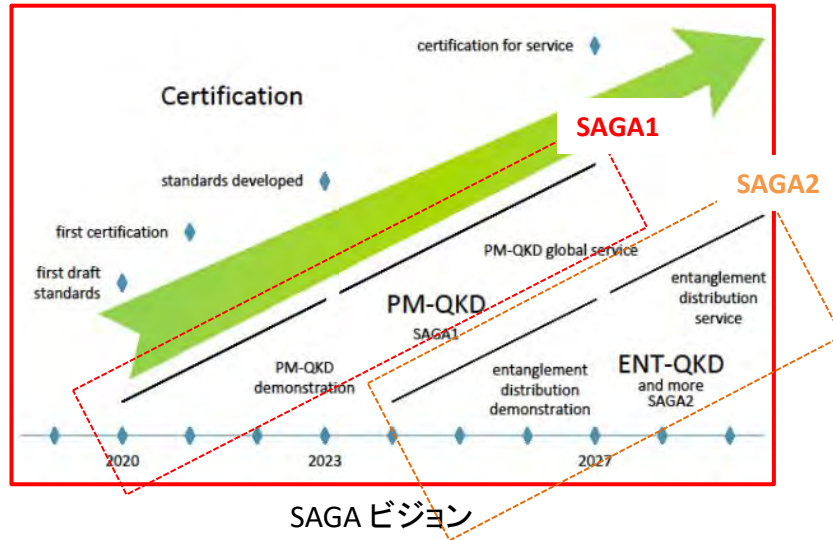 certification for service
Certification
SAGA1
standards developed
SAGA2
first certification
PM-QKD global service
first draft
standards
entanglement
distribution
service
PM-QKD
SAGA1
PM-QKD
demonstration
entanglement
distribution
demonstration
ENT-QKD
and more
SAGA2
2020
2023
2027
SAGA ビジョン